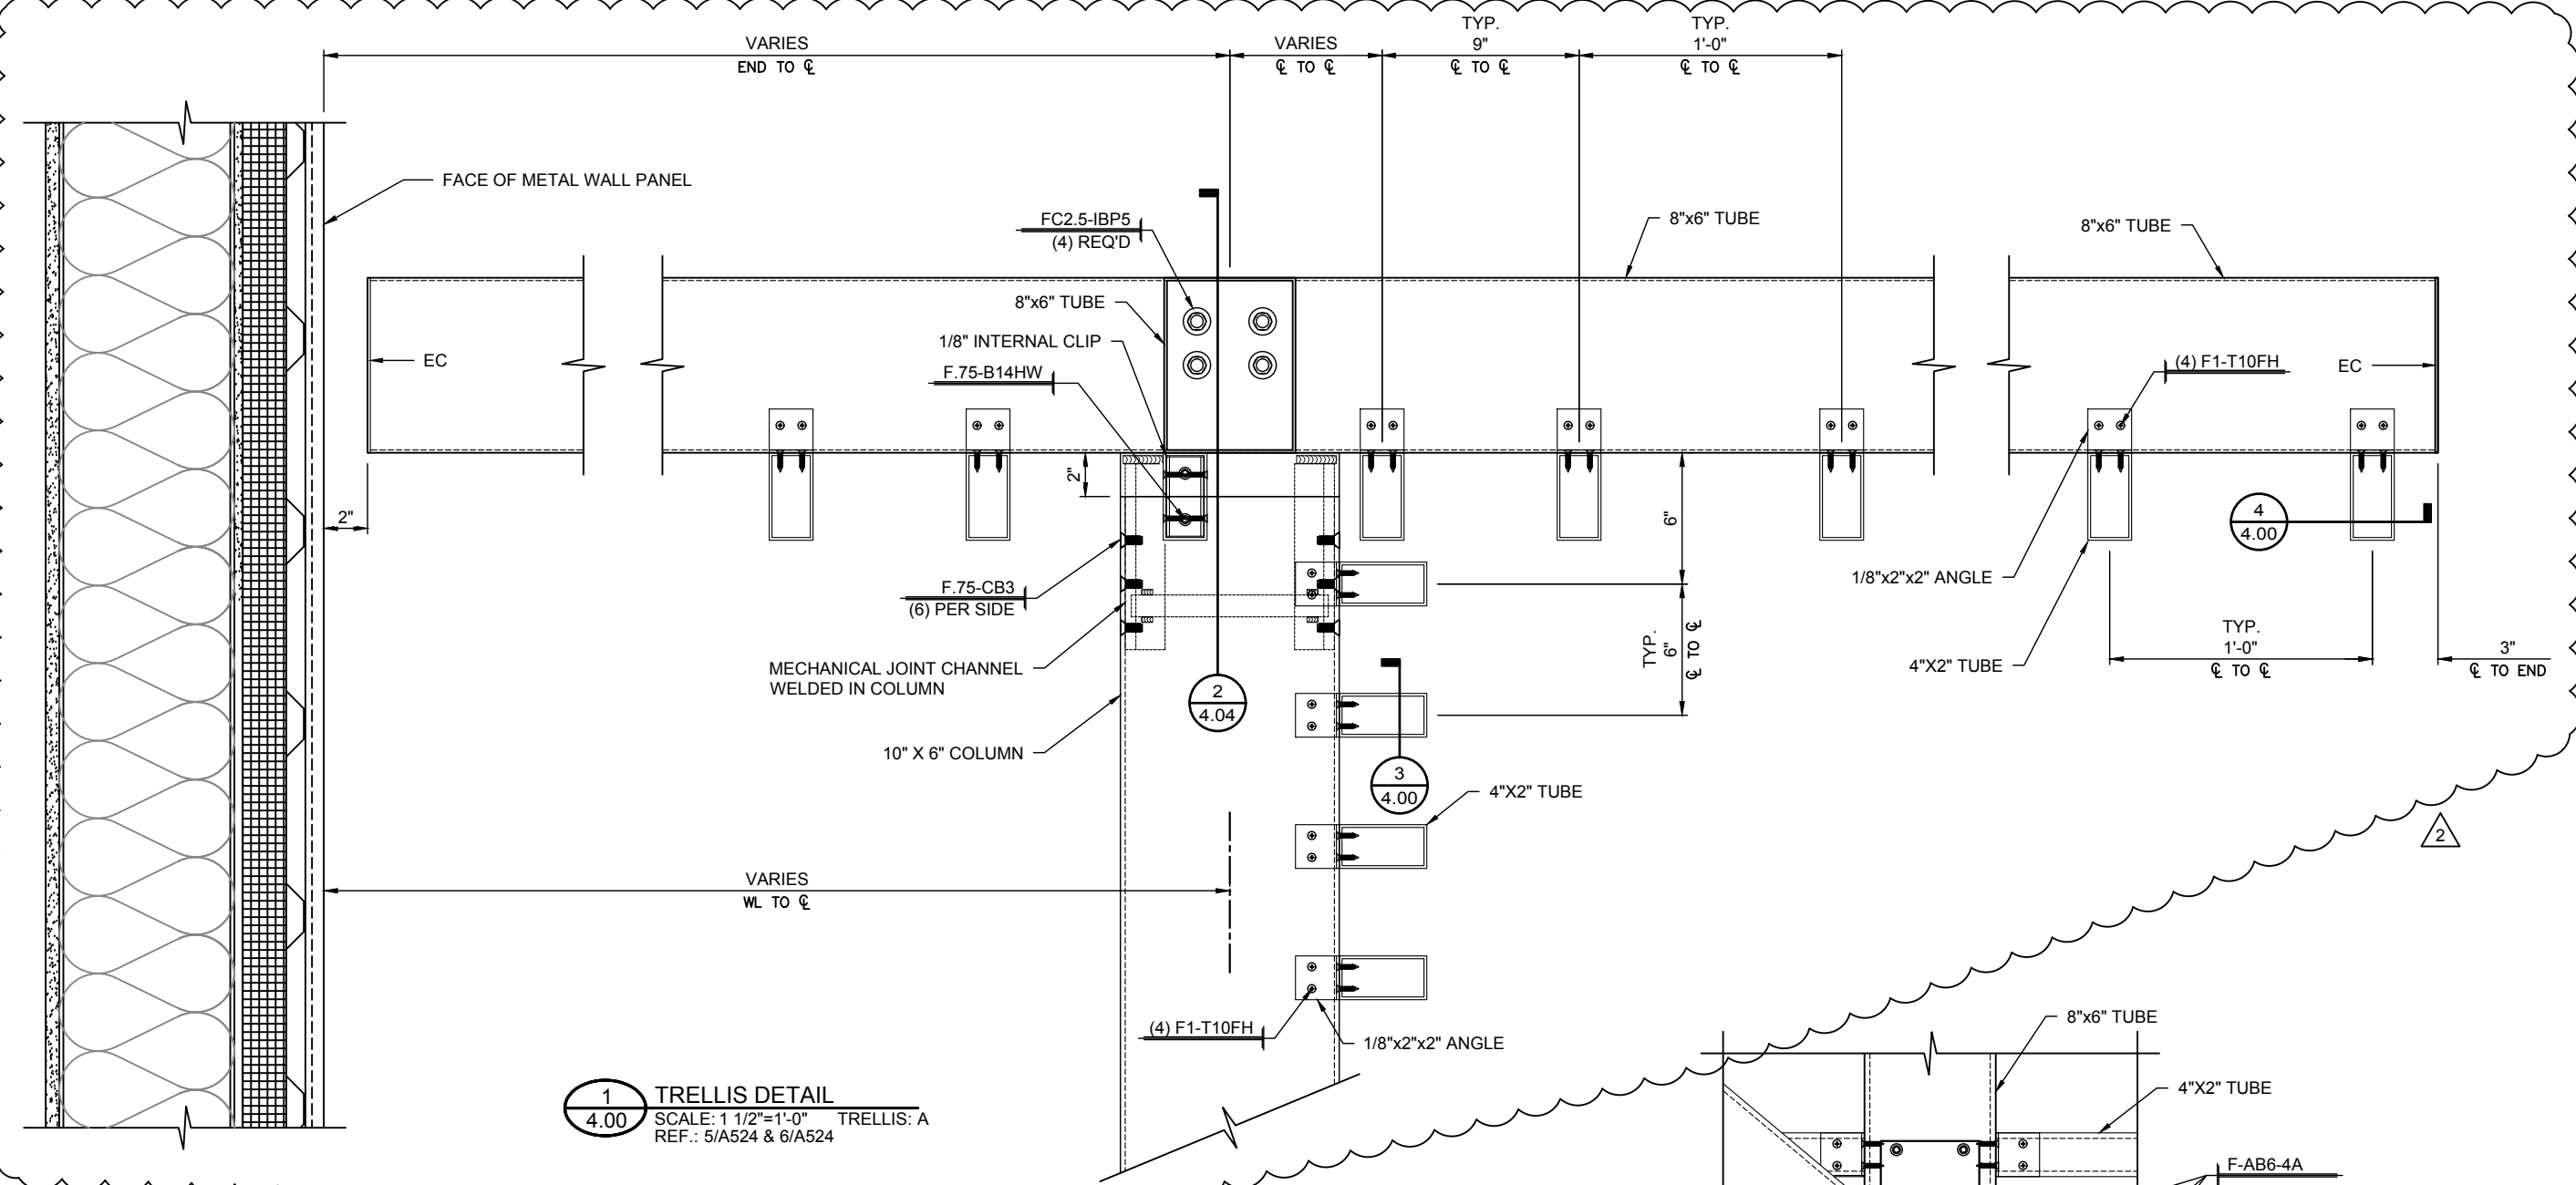 VARIES
END TO ℄
VARIES
℄ TO ℄
TYP.
9"
℄ TO ℄
TYP.
1'-0"
℄ TO ℄
FACE OF METAL WALL PANEL
FC2.5-IBP5
(4) REQ'D
8"x6" TUBE
8"x6" TUBE
8"x6" TUBE
1/8" INTERNAL CLIP
F.75-B14HW
EC
(4) F1-T10FH
EC
2"
2"
6"
4
4.00
F.75-CB3
(6) PER SIDE
1/8"x2"x2" ANGLE
MECHANICAL JOINT CHANNEL
WELDED IN COLUMN
TYP.
6"
℄ TO ℄
4"X2" TUBE
TYP.
1'-0"
℄ TO ℄
3"
℄ TO END
2
4.04
10" X 6" COLUMN
3
4.00
4"X2" TUBE
2
VARIES
WL TO ℄
(4) F1-T10FH
1/8"x2"x2" ANGLE
8"x6" TUBE
4"X2" TUBE
F-AB6-4A
1
4.00
TRELLIS DETAIL
SCALE: 1 1/2"=1'-0" TRELLIS: A
REF.: 5/A524 & 6/A524